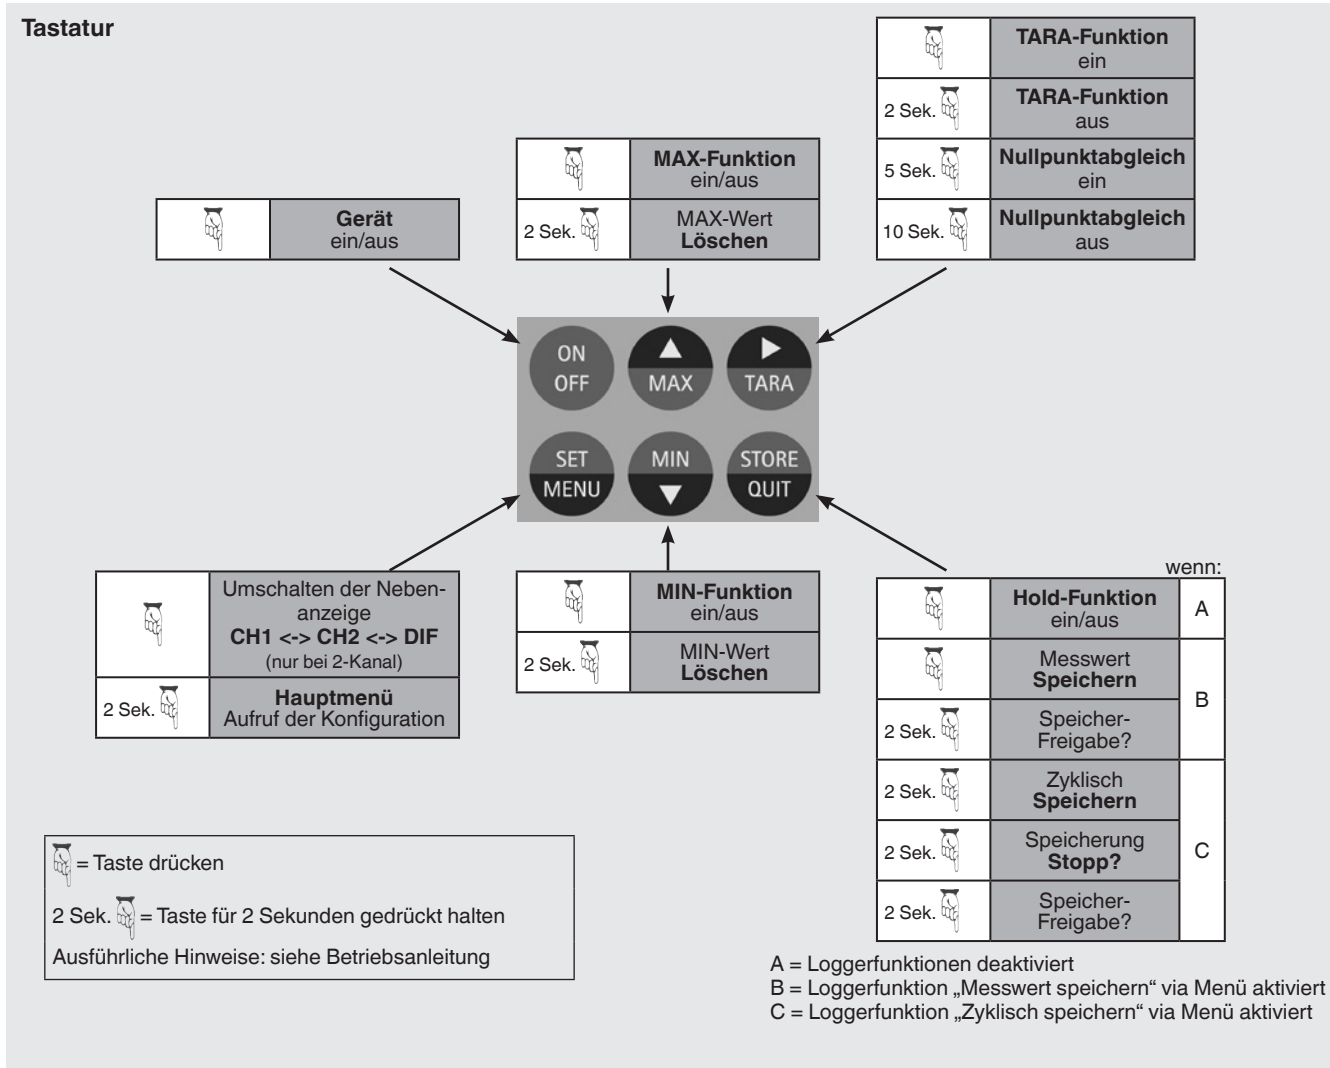 Tastatur
TARA-Funktion
ein
2 Sek.
TARA-Funktion
aus
5 Sek.
Nullpunktabgleich
ein
10 Sek.
Nullpunktabgleich
aus
MAX-Funktion
ein/aus
2 Sek.
MAX-Wert
Löschen
Gerät
ein/aus
ON
OFF
MAX
TARA
SET
MENU
MIN
STORE
QUIT
Umschalten der Neben-
anzeige
CH1 <-> CH2 <-> DIF
(nur bei 2-Kanal)
2 Sek.
Hauptmenü
Aufruf der Konfiguration
MIN-Funktion
ein/aus
2 Sek.
MIN-Wert
Löschen
wenn:
Hold-Funktion
ein/aus
A
Messwert
Speichern
B
2 Sek.
Speicher-
Freigabe?
2 Sek.
Zyklisch
Speichern
2 Sek.
Speicherung
Stopp?
C
2 Sek.
Speicher-
Freigabe?
= Taste drücken
2 Sek. = Taste für 2 Sekunden gedrückt halten
Ausführliche Hinweise: siehe Betriebsanleitung
A = Loggerfunktionen deaktiviert
B = Loggerfunktion „Messwert speichern“ via Menü aktiviert
C = Loggerfunktion „Zyklisch speichern“ via Menü aktiviert